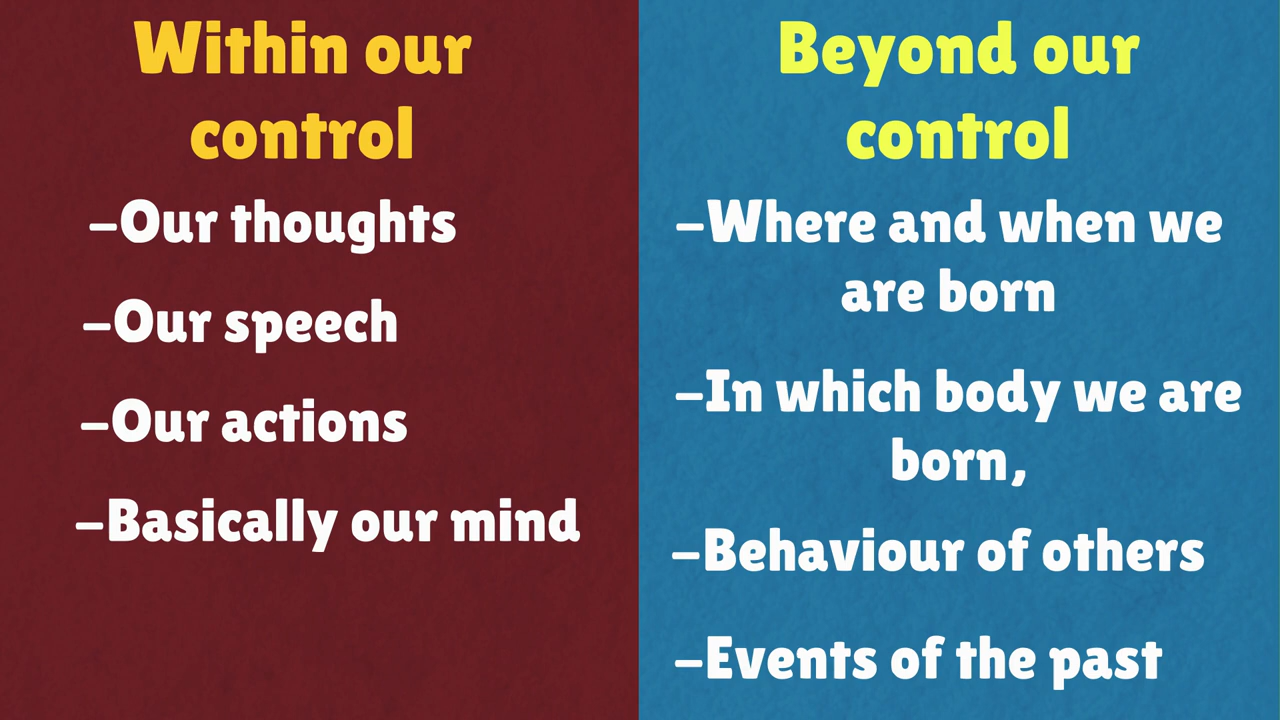 Within our
control
–Our thoughts
–Our speech
–Our actions
–Basically our mind
Beyond our
control
–Where and when we
are born
–In which body we are
born,
–Behaviour of others
–Events of the past